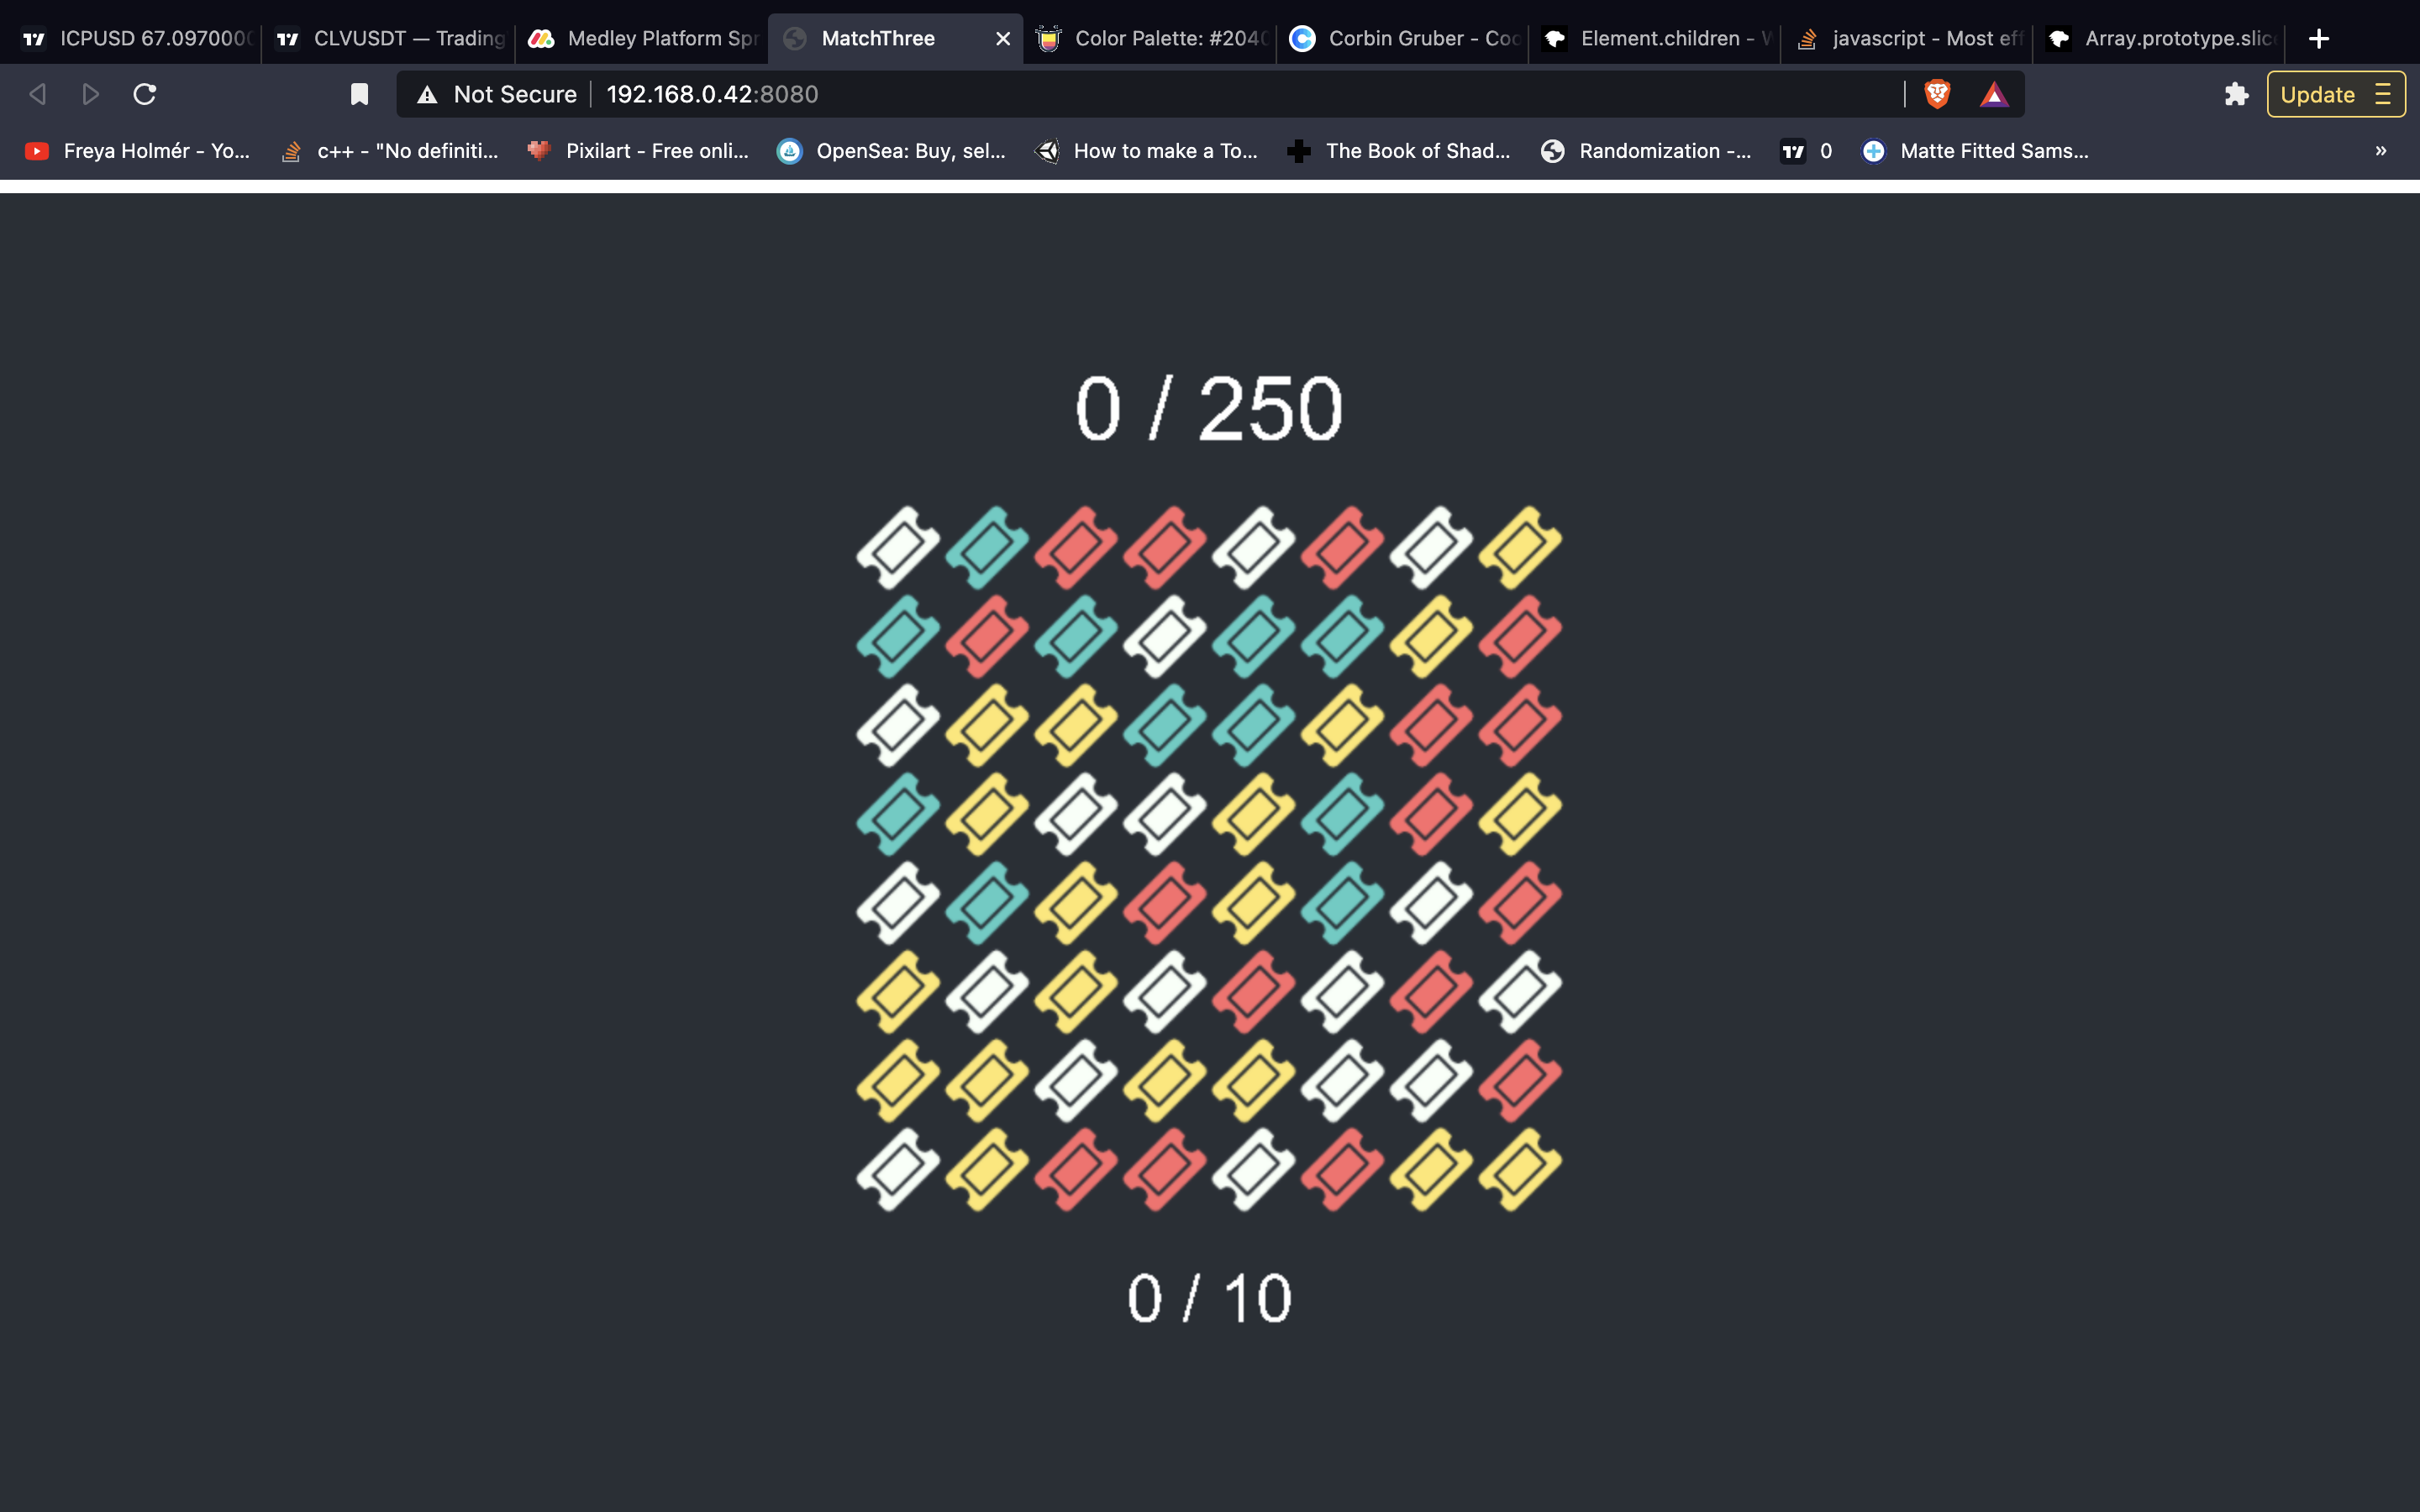 ICPUSD 67.097000 CLVUSDT — Trading Medley Platform Spr MatchThree Color Palette: #204 Corbin Gruber - Coo Element.children - javascript - Most eff Array.prototype.slic
Not Secure 192.168.0.42:8080 Update
Freya Holmér - Yo... c++ - "No definiti... Pixilart - Free onli... OpenSea: Buy, sel... How to make a To... The Book of Shad... Randomization -... 0 Matte Fitted Sams... »
0 / 250
0 / 10